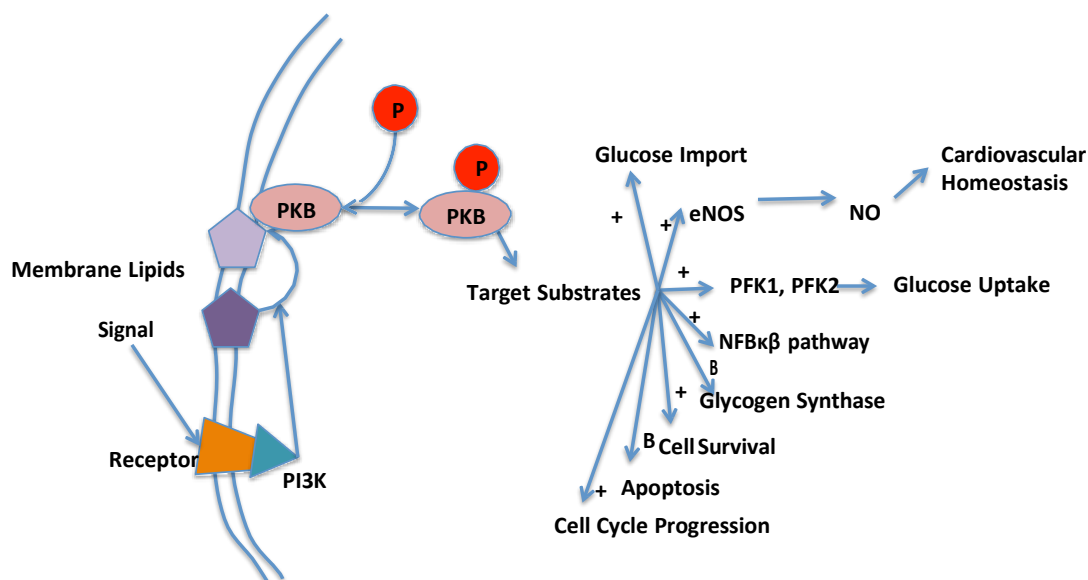 P
P
PKB
PKB
Membrane Lipids
Signal
Receptor
PI3K
Target Substrates
Glucose Import
+
+
eNOS
NO
Cardiovascular
Homeostasis
+
PFK1, PFK2
Glucose Uptake
+
NFBκβ pathway
B
Glycogen Synthase
+
B
Cell Survival
Apoptosis
+
Cell Cycle Progression